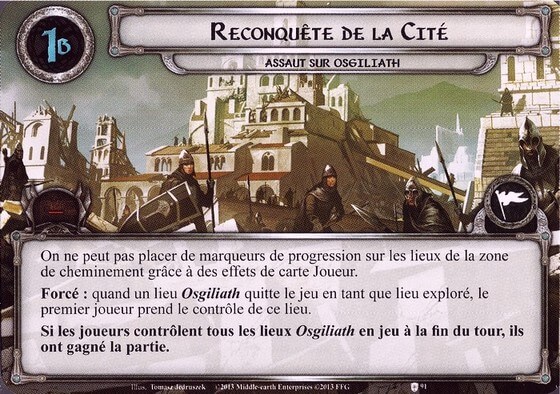 1B
Reconquête de la Cité
Assaut sur Osgiliath
On ne peut pas placer de marqueurs de progression sur les lieux de la zone
de cheminement grâce à des effets de carte Joueur.
Forcé : quand un lieu Osgiliath quitte le jeu en tant que lieu exploré, le
premier joueur prend le contrôle de ce lieu.
Si les joueurs contrôlent tous les lieux Osgiliath en jeu à la fin du tour, ils
ont gagné la partie.
Illus. Tomasz Jedruszek ©2013 Middle-earth Enterprises ©2013 FFG 91